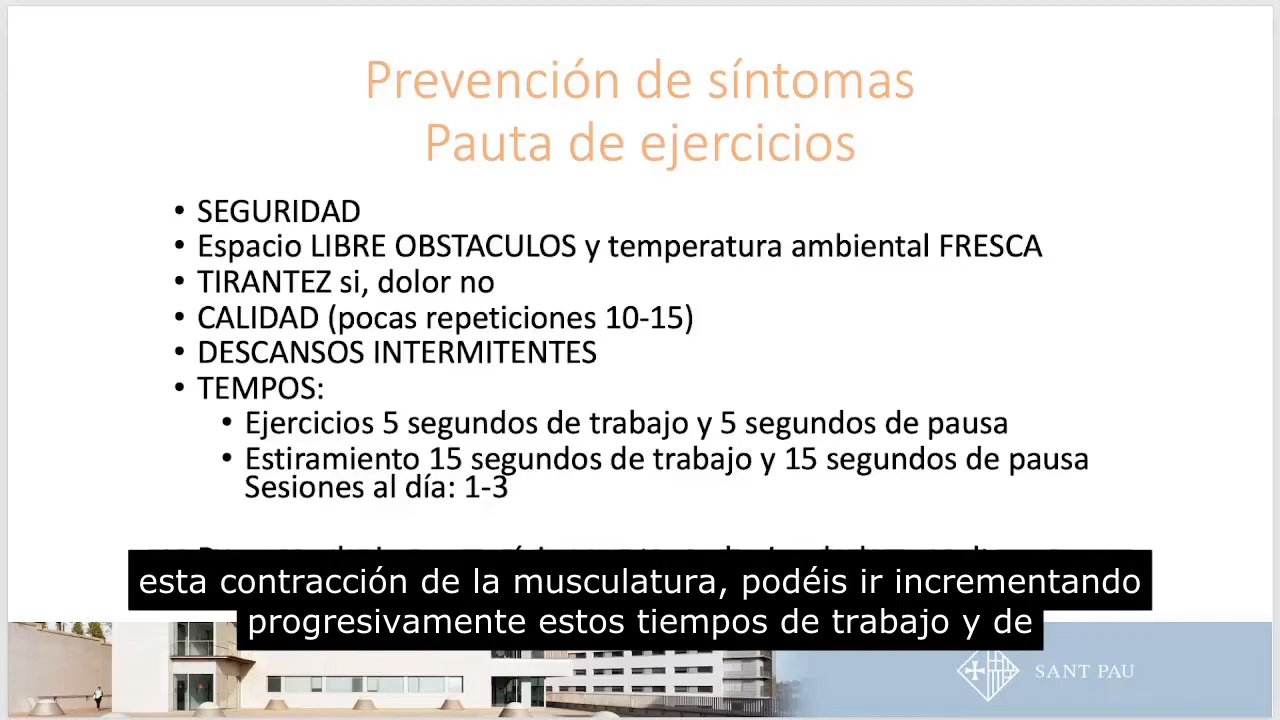 Prevención de síntomas
Pauta de ejercicios
• SEGURIDAD
• Espacio LIBRE OBSTACULOS y temperatura ambiental FRESCA
• TIRANTEZ si, dolor no
• CALIDAD (pocas repeticiones 10-15)
• DESCANSOS INTERMITENTES
• TEMPOS:
• Ejercicios 5 segundos de trabajo y 5 segundos de pausa
• Estiramiento 15 segundos de trabajo y 15 segundos de pausa
Sesiones al día: 1-3
esta contracción de la musculatura, podéis ir incrementando
progresivamente estos tiempos de trabajo y de
SANT PAU